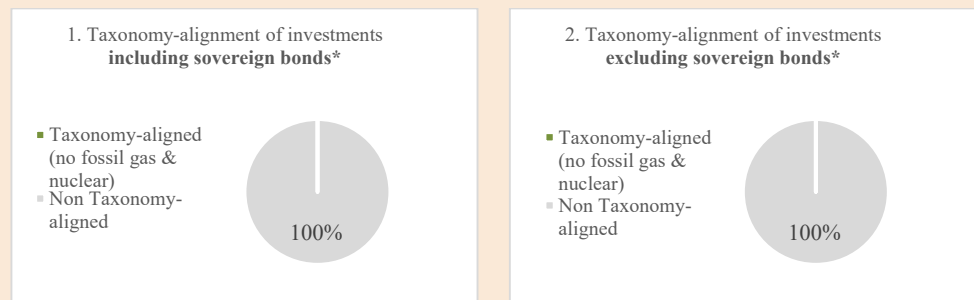 1. Taxonomy-alignment of investments
including sovereign bonds*
Taxonomy-aligned
(no fossil gas &
nuclear)
Non Taxonomy-
aligned
100%
2. Taxonomy-alignment of investments
excluding sovereign bonds*
Taxonomy-aligned
(no fossil gas &
nuclear)
Non Taxonomy-
aligned
100%